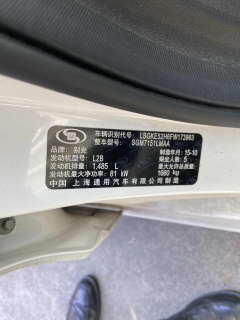 车辆识别代号: LSGKE52H6FW173963
整车型号: SGM7151LMAA
品牌: 别克 制造年月: 15-10
发动机型号: L2B 乘坐人数: 5
发动机排量: 1.485 L 最大允许总质量:
发动机最大净功率: 81 kW 1660 kg
中国 上海通用汽车有限公司